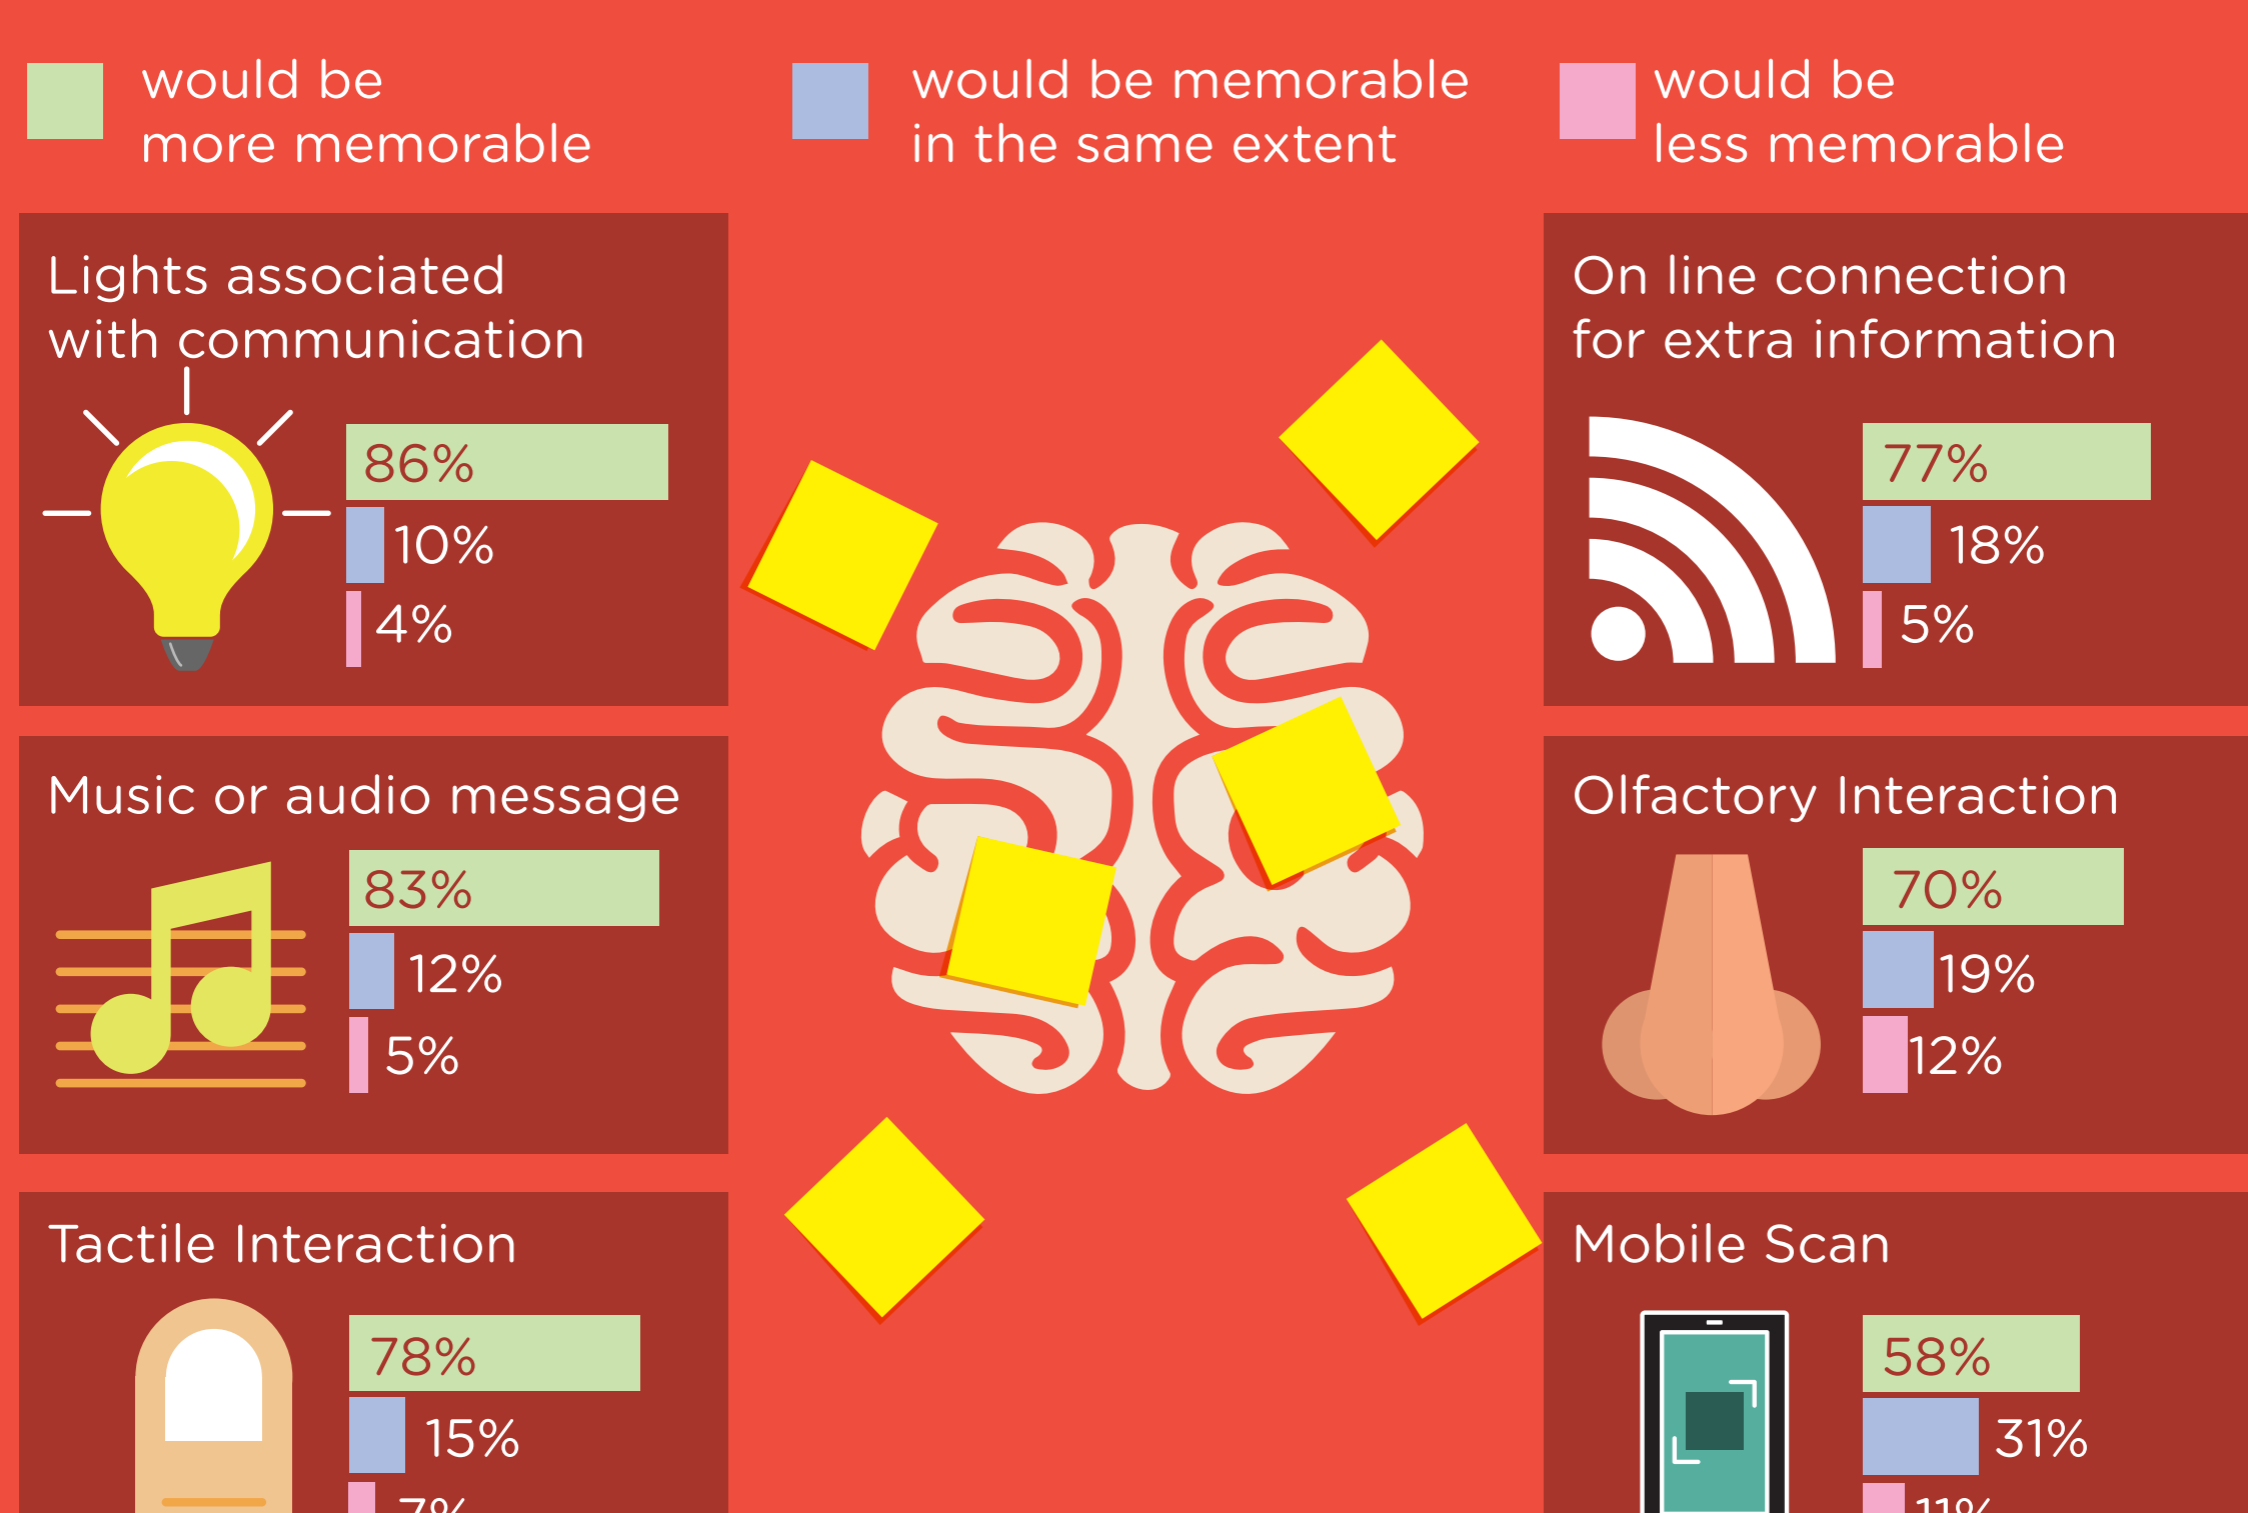 would be
more memorable
would be memorable
in the same extent
would be
less memorable
Lights associated
with communication
86%
10%
4%
On line connection
for extra information
77%
18%
5%
Music or audio message
83%
12%
5%
Olfactory Interaction
70%
19%
12%
Tactile Interaction
78%
15%
7%
Mobile Scan
58%
31%
11%